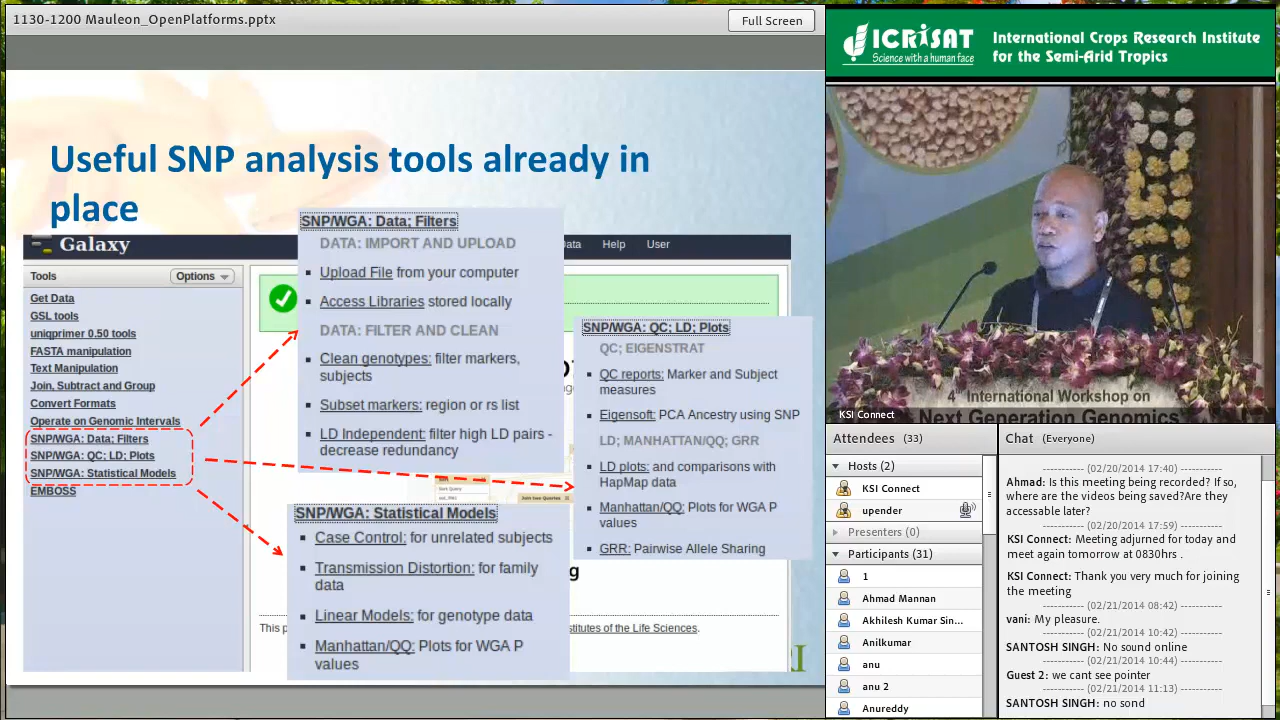 1130-1200 Mauleon_OpenPlatforms.pptx
Full Screen
Useful SNP analysis tools already in
place
Galaxy
Help
User
Tools
Options
Get Data
GSL tools
uniqprimer 0.50 tools
FASTA manipulation
Text Manipulation
Join, Subtract and Group
Convert Formats
Operate on Genomic Intervals
SNP/WGA: Data; Filters
SNP/WGA: QC; LD; Plots
SNP/WGA: Statistical Models
EMBOSS
SNP/WGA: Data; Filters
DATA: IMPORT AND UPLOAD
Upload File from your computer
Access Libraries stored locally
DATA: FILTER AND CLEAN
Clean genotypes: filter markers,
subjects
Subset markers: region or rs list
LD Independent: filter high LD pairs -
decrease redundancy
SNP/WGA: QC; LD; Plots
QC; EIGENSTRAT
QC reports: Marker and Subject
measures
Eigensoft: PCA Ancestry using SNP
LD; MANHATTAN/QQ; GRR
LD plots: and comparisons with
HapMap data
Manhattan/QQ: Plots for WGA P
values
GRR: Pairwise Allele Sharing
SNP/WGA: Statistical Models
Case Control: for unrelated subjects
Transmission Distortion: for family
data
Linear Models: for genotype data
Manhattan/QQ: Plots for WGA P
values
This p
stitutes of the Life Sciences.
ICRISAT
Science with a human face
International Crops Research Institute
for the Semi-Arid Tropics
4th International Workshop on
Next Generation Genomics
KSI Connect
Attendees (33)
Hosts (2)
KSI Connect
upender
Presenters (0)
Participants (31)
1
Ahmad Mannan
Akhilesh Kumar Sin...
Anilkumar
anu
anu 2
Anureddy
Chat (Everyone)
---------- (02/20/2014 17:40) ----------
Ahmad: Is this meeting being recorded? If so,
where are the videos being saved?Are they
accessable later?
---------- (02/20/2014 17:59) ----------
KSI Connect: Meeting adjurned for today and
meet again tomorrow at 0830hrs .
KSI Connect: Thank you very much for joining
the meeting
---------- (02/21/2014 08:42) ----------
vani: My pleasure.
---------- (02/21/2014 10:42) ----------
SANTOSH SINGH: No sound online
---------- (02/21/2014 10:44) ----------
Guest 2: we cant see pointer
---------- (02/21/2014 11:13) ----------
SANTOSH SINGH: no sond